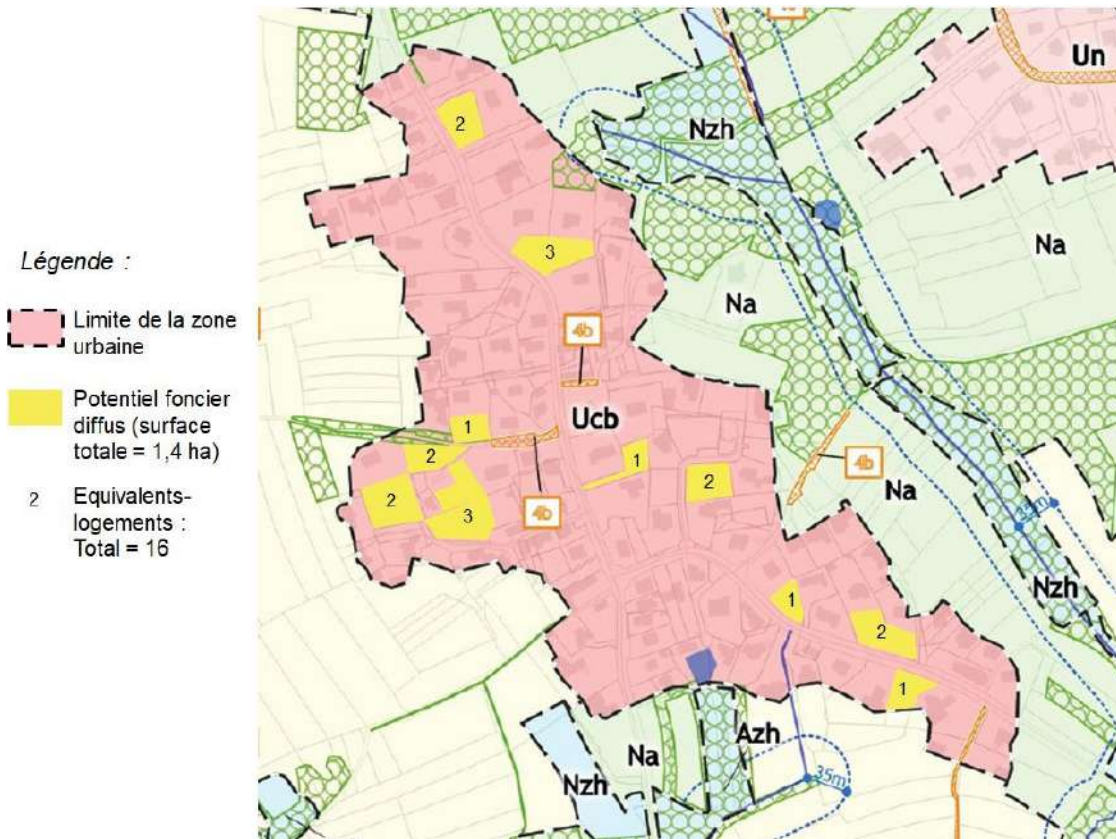 Légende :
Limite de la zone
urbaine
Potentiel foncier
diffus (surface
totale = 1,4 ha)
2
Equivalents-
logements :
Total = 16
Un
2
Nzh
3
Na
Na
4b
Ucb
1
2
1
2
4b
Na
2
3
4b
35m
Nzh
1
2
1
Azh
Na
Nzh
35m